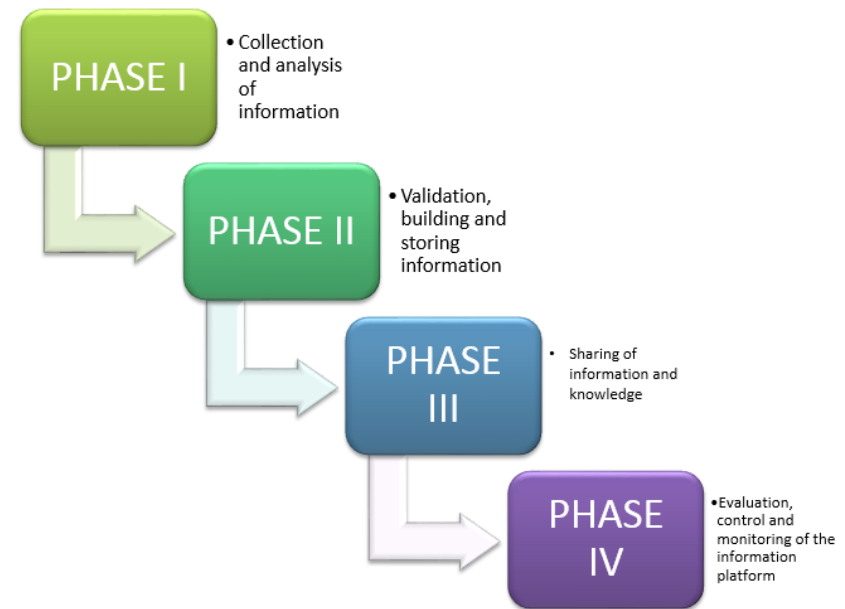 PHASE I
• Collection
and analysis
of
information
PHASE II
• Validation,
building and
storing
information
PHASE
III
• Sharing of
information and
knowledge
PHASE
IV
•Evaluation,
control and
monitoring of the
information
platform